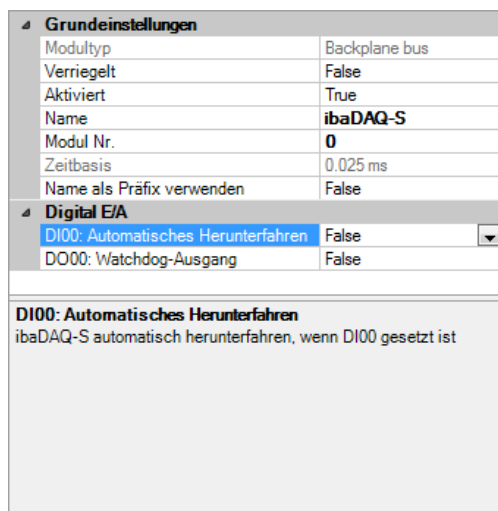 Grundeinstellungen
Modultyp Backplane bus
Verriegelt False
Aktiviert True
Name ibaDAQ-S
Modul Nr. 0
Zeitbasis 0.025 ms
Name als Präfix verwenden False
Digital E/A
DI00: Automatisches Herunterfahren False
DO00: Watchdog-Ausgang False
DI00: Automatisches Herunterfahren
ibaDAQ-S automatisch herunterfahren, wenn DI00 gesetzt ist